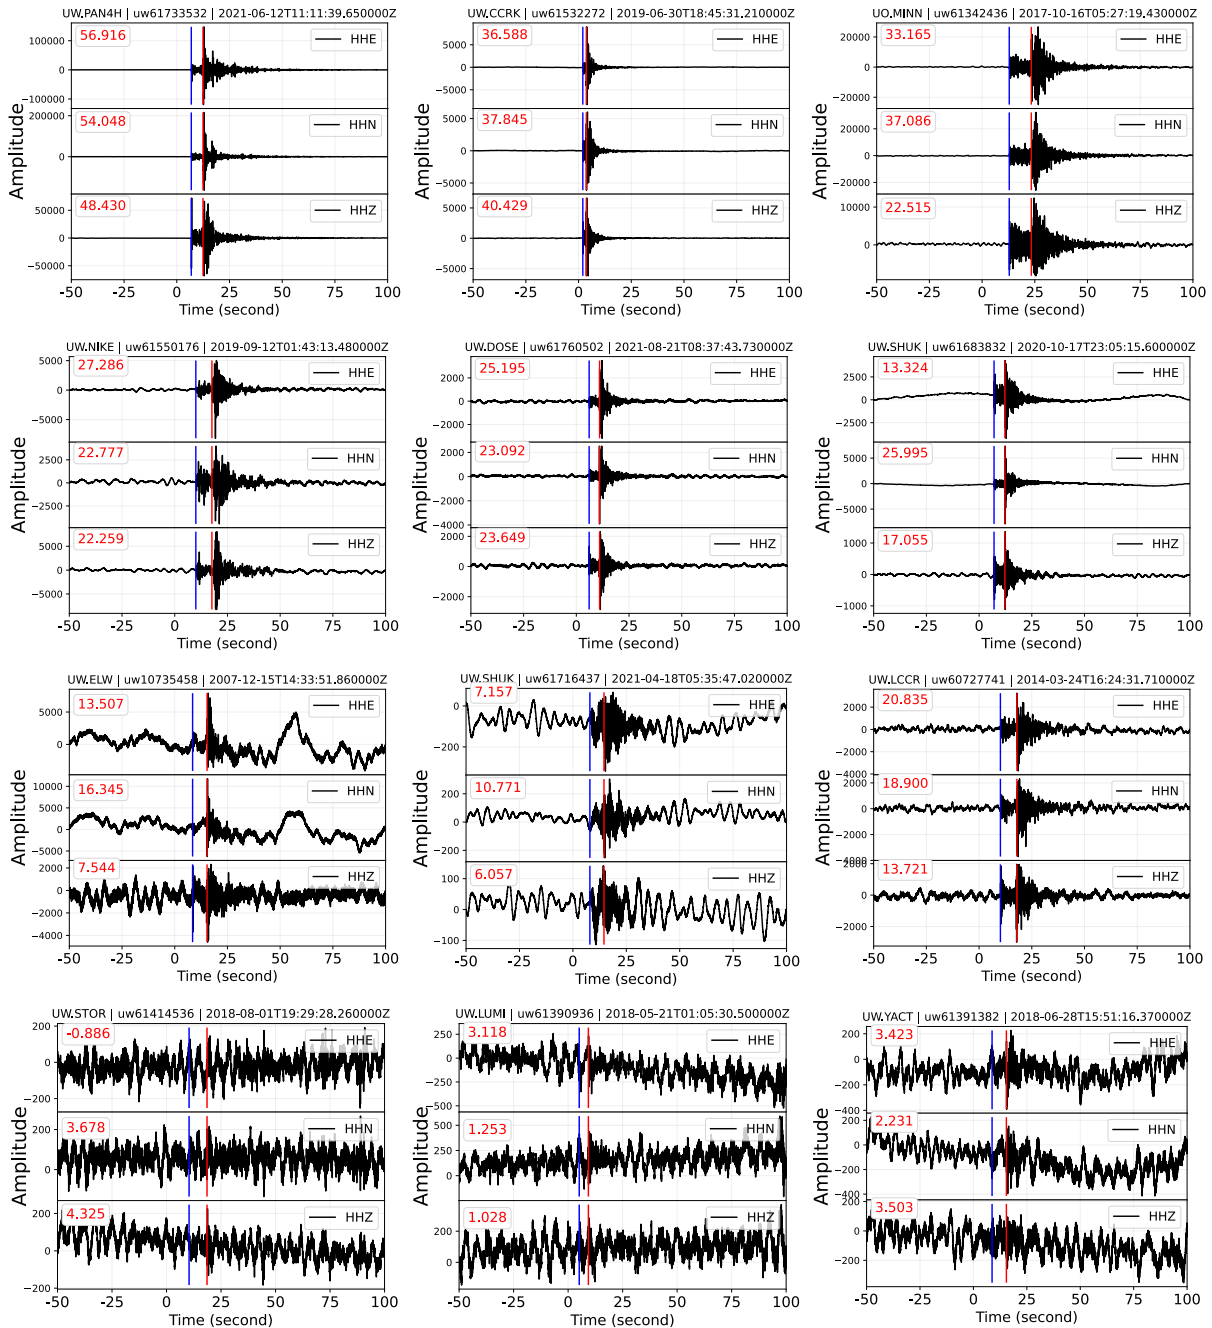 UW.PAN4H | uw61733532 | 2021-06-12T11:11:39.650000Z
56.916
HHE
100000
0
−100000
54.048
HHN
200000
0
48.430
HHZ
50000
0
−50000
Amplitude
-50 -25 0 25 50 75 100
Time (second)
UW.CCRK | uw61532272 | 2019-06-30T18:45:31.210000Z
36.588
HHE
5000
0
−5000
37.845
HHN
5000
0
−5000
40.429
HHZ
5000
0
−5000
Amplitude
-50 -25 0 25 50 75 100
Time (second)
UO.MINN | uw61342436 | 2017-10-16T05:27:19.430000Z
33.165
HHE
20000
0
−20000
37.086
HHN
20000
0
−20000
22.515
HHZ
10000
0
Amplitude
-50 -25 0 25 50 75 100
Time (second)
UW.NIKE | uw61550176 | 2019-09-12T01:43:13.480000Z
27.286
HHE
5000
0
−5000
22.777
HHN
2500
0
−2500
22.259
HHZ
5000
0
−5000
Amplitude
-50 -25 0 25 50 75 100
Time (second)
UW.DOSE | uw61760502 | 2021-08-21T08:37:43.730000Z
25.195
HHE
2000
0
−2000
23.092
HHN
2000
0
−2000
−4000
23.649
HHZ
2000
0
−2000
Amplitude
-50 -25 0 25 50 75 100
Time (second)
UW.SHUK | uw61683832 | 2020-10-17T23:05:15.600000Z
13.324
HHE
2500
0
−2500
25.995
HHN
5000
0
−5000
17.055
HHZ
1000
0
−1000
Amplitude
-50 -25 0 25 50 75 100
Time (second)
UW.ELW | uw10735458 | 2007-12-15T14:33:51.860000Z
13.507
HHE
5000
0
16.345
HHN
10000
5000
0
−5000
7.544
HHZ
2000
0
−2000
−4000
Amplitude
-50 -25 0 25 50 75 100
Time (second)
UW.SHUK | uw61716437 | 2021-04-18T05:35:47.020000Z
7.157
HHE
0
−200
10.771
HHN
200
0
−200
6.057
HHZ
100
0
−100
Amplitude
-50 -25 0 25 50 75 100
Time (second)
UW.LCCR | uw60727741 | 2014-03-24T16:24:31.710000Z
20.835
HHE
2000
0
−2000
−4000
18.900
HHN
2000
0
−2000
−4000
13.721
HHZ
2000
0
−2000
Amplitude
-50 -25 0 25 50 75 100
Time (second)
UW.STOR | uw61414536 | 2018-08-01T19:29:28.260000Z
-0.886
HHE
200
0
−200
3.678
HHN
200
0
4.325
HHZ
200
0
−200
Amplitude
-50 -25 0 25 50 75 100
Time (second)
UW.LUMI | uw61390936 | 2018-05-21T01:05:30.500000Z
3.118
HHE
250
0
−250
−500
1.253
HHN
500
250
0
1.028
HHZ
200
0
Amplitude
-50 -25 0 25 50 75 100
Time (second)
UW.YACT | uw61391382 | 2018-06-28T15:51:16.370000Z
3.423
HHE
200
0
−200
−400
2.231
HHN
0
−200
−400
3.503
HHZ
200
0
−200
Amplitude
-50 -25 0 25 50 75 100
Time (second)